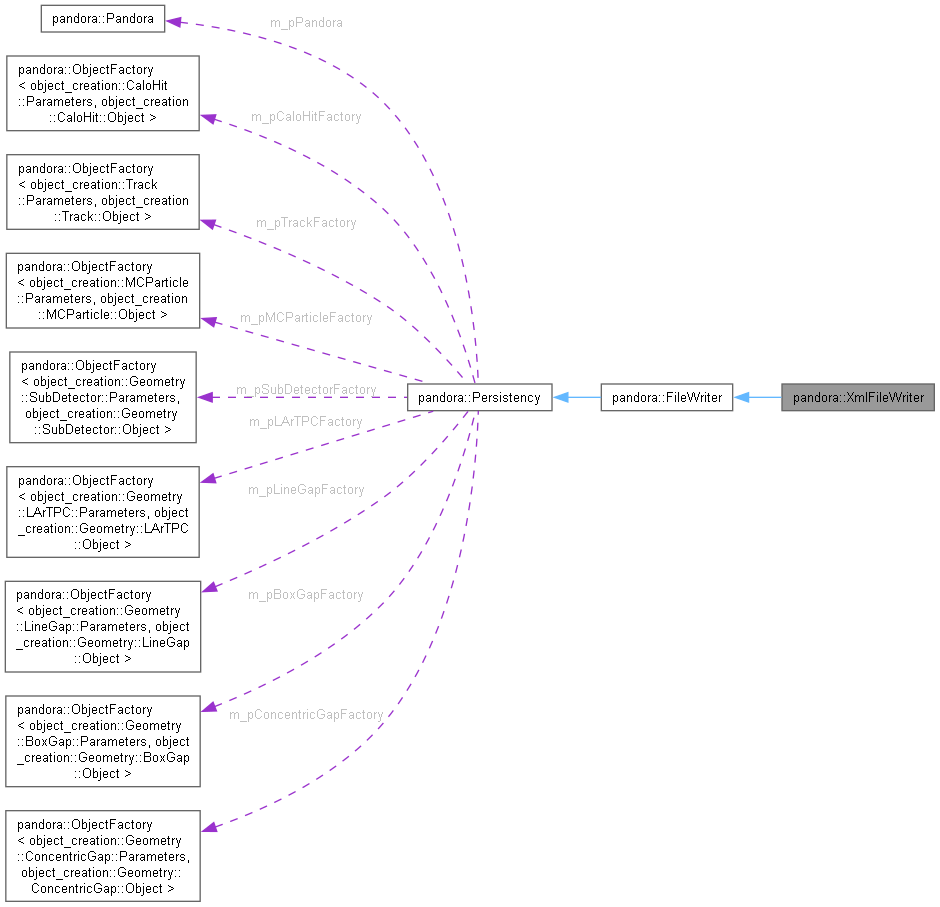 pandora::Pandora
m_pPandora
pandora::ObjectFactory
< object_creation::CaloHit
::Parameters, object_creation
::CaloHit::Object >
m_pCaloHitFactory
pandora::ObjectFactory
< object_creation::Track
::Parameters, object_creation
::Track::Object >
m_pTrackFactory
pandora::ObjectFactory
< object_creation::MCParticle
::Parameters, object_creation
::MCParticle::Object >
m_pMCParticleFactory
pandora::ObjectFactory
< object_creation::Geometry
::SubDetector::Parameters,
object_creation::Geometry
::SubDetector::Object >
m_pSubDetectorFactory
pandora::Persistency
pandora::FileWriter
pandora::XmlFileWriter
m_pLArTPCFactory
pandora::ObjectFactory
< object_creation::Geometry
::LArTPC::Parameters, object
_creation::Geometry::LArTPC
::Object >
m_pLineGapFactory
pandora::ObjectFactory
< object_creation::Geometry
::LineGap::Parameters, object
_creation::Geometry::LineGap
::Object >
m_pBoxGapFactory
pandora::ObjectFactory
< object_creation::Geometry
::BoxGap::Parameters, object
_creation::Geometry::BoxGap
::Object >
m_pConcentricGapFactory
pandora::ObjectFactory
< object_creation::Geometry
::ConcentricGap::Parameters,
object_creation::Geometry::
ConcentricGap::Object >